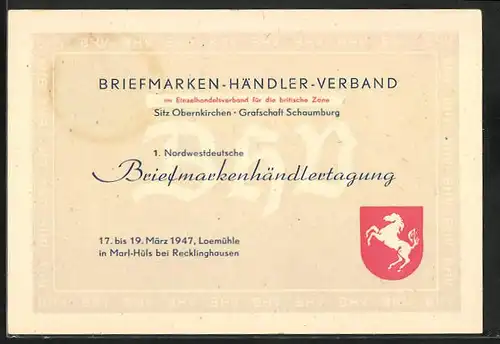 BRIEFMARKEN-HÄNDLER-VERBAND
im Einzelhandelsverband für die britische Zone
Sitz Obernkirchen · Grafschaft Schaumburg
1. Nordwestdeutsche
Briefmarkenhändlertagung
17. bis 19. März 1947, Loemühle
in Marl-Hüls bei Recklinghausen